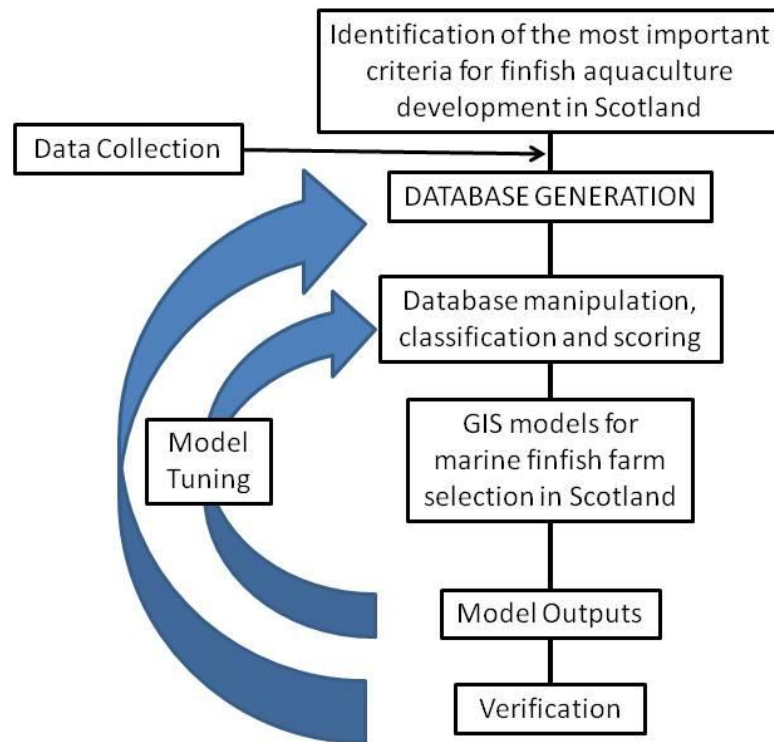 Identification of the most important
criteria for finfish aquaculture
development in Scotland
Data Collection
DATABASE GENERATION
Database manipulation,
classification and scoring
GIS models for
marine finfish farm
selection in Scotland
Model
Tuning
Model Outputs
Verification